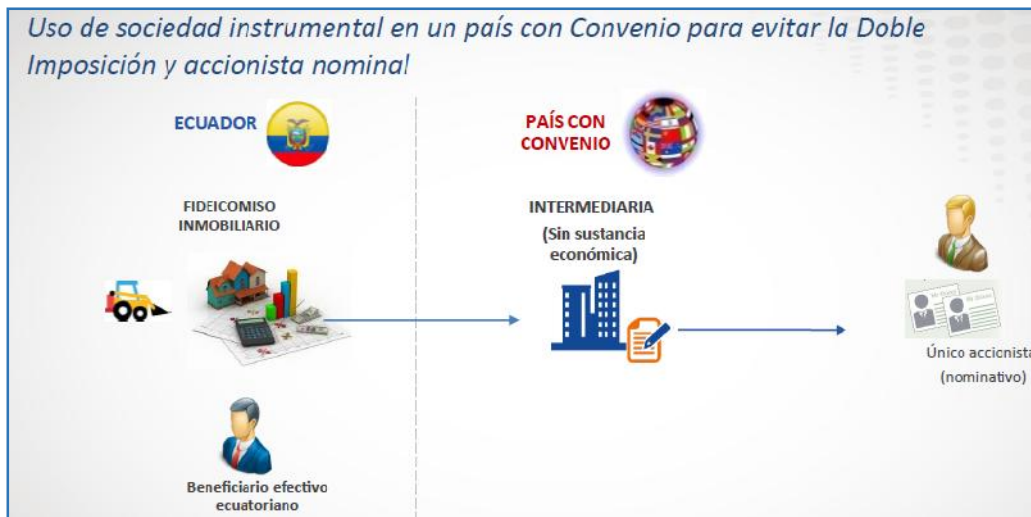 Uso de sociedad instrumental en un país con Convenio para evitar la Doble
Imposición y accionista nominal
ECUADOR
PAÍS CON
CONVENIO
FIDEICOMISO
INMOBILIARIO
INTERMEDIARIA
(Sin sustancia
económica)
Único accionista
(nominativo)
Beneficiario efectivo
ecuatoriano